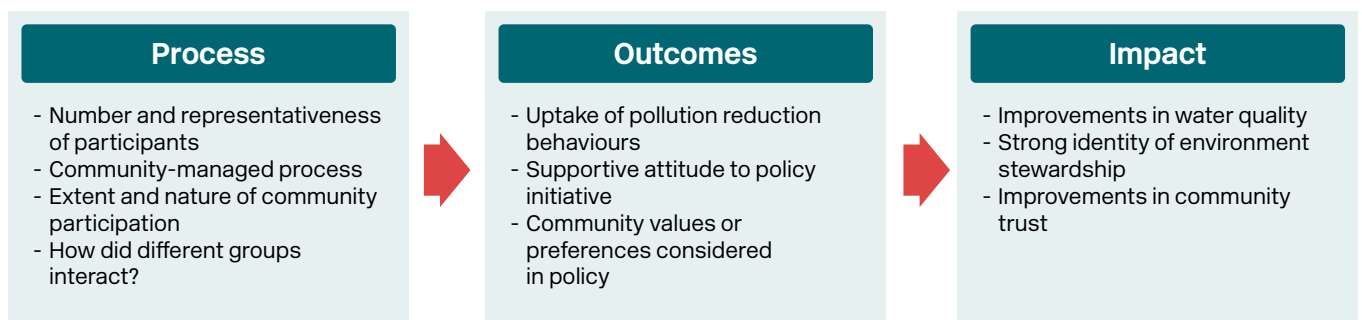 Process
- Number and representativeness
of participants
- Community-managed process
- Extent and nature of community
participation
- How did different groups
interact?
Outcomes
- Uptake of pollution reduction
behaviours
- Supportive attitude to policy
initiative
- Community values or
preferences considered
in policy
Impact
- Improvements in water quality
- Strong identity of environment
stewardship
- Improvements in community
trust